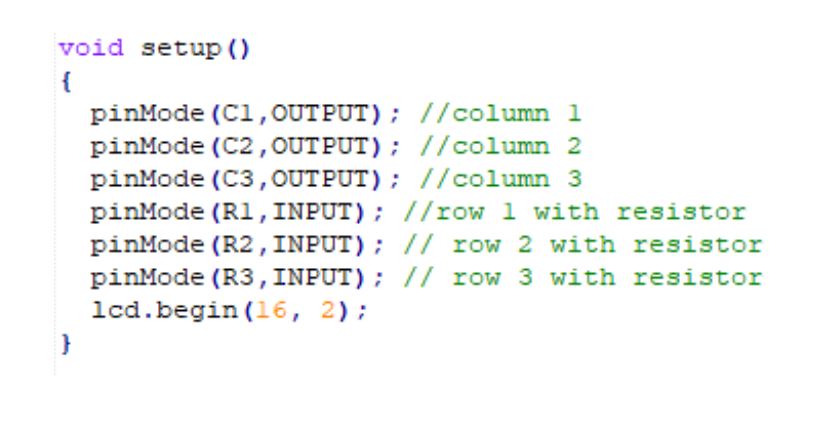 void setup()
{
  pinMode(C1,OUTPUT); //column 1
  pinMode(C2,OUTPUT); //column 2
  pinMode(C3,OUTPUT); //column 3
  pinMode(R1,INPUT); //row 1 with resistor
  pinMode(R2,INPUT); // row 2 with resistor
  pinMode(R3,INPUT); // row 3 with resistor
  lcd.begin(16, 2);
}